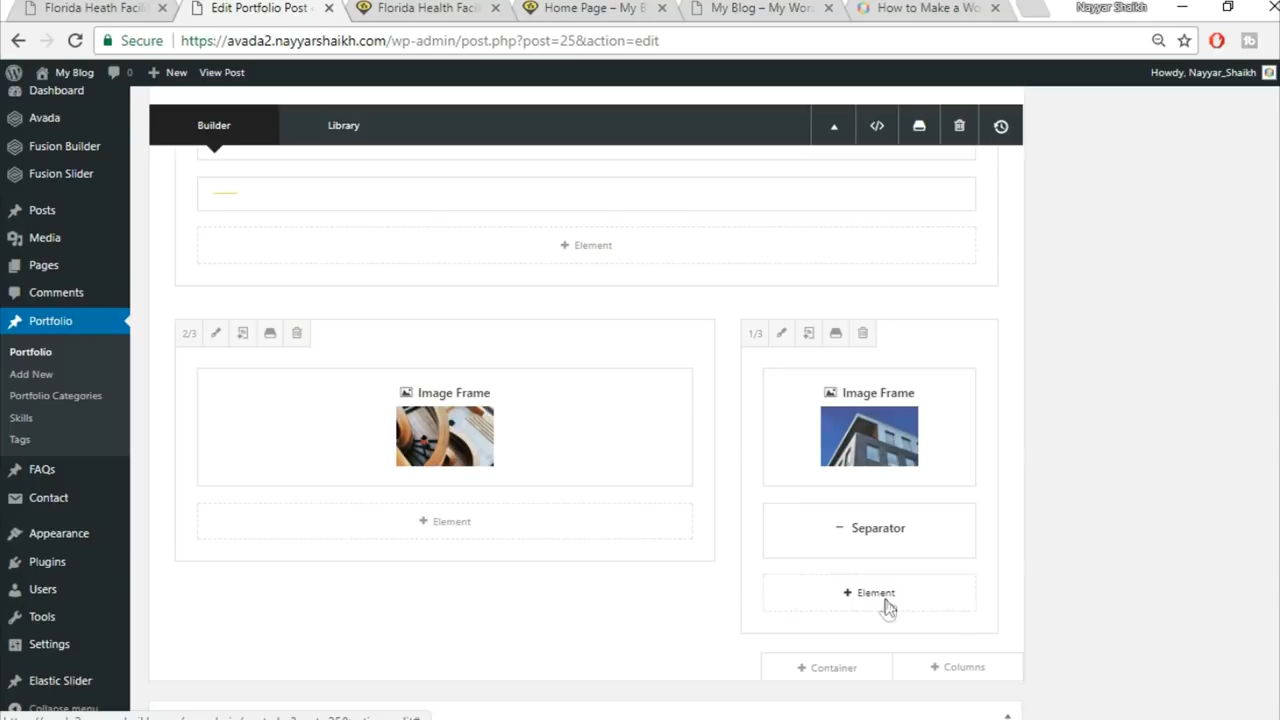 Florida Heath Facil
Edit Portfolio Post -
Florida Health Faci
Home Page – My B
My Blog – My Wor
How to Make a Wo
Nayyar Shaikh
Secure
https://avada2.nayyarshaikh.com/wp-admin/post.php?post=25&action=edit
My Blog
0
New
View Post
Howdy, Nayyar_Shaikh
Dashboard
Avada
Fusion Builder
Fusion Slider
Posts
Media
Pages
Comments
Portfolio
Portfolio
Add New
Portfolio Categories
Skills
Tags
FAQs
Contact
Appearance
Plugins
Users
Tools
Settings
Elastic Slider
Collapse menu
Builder
Library
+ Element
2/3
Image Frame
+ Element
1/3
Image Frame
Separator
+ Element
+ Container
+ Columns